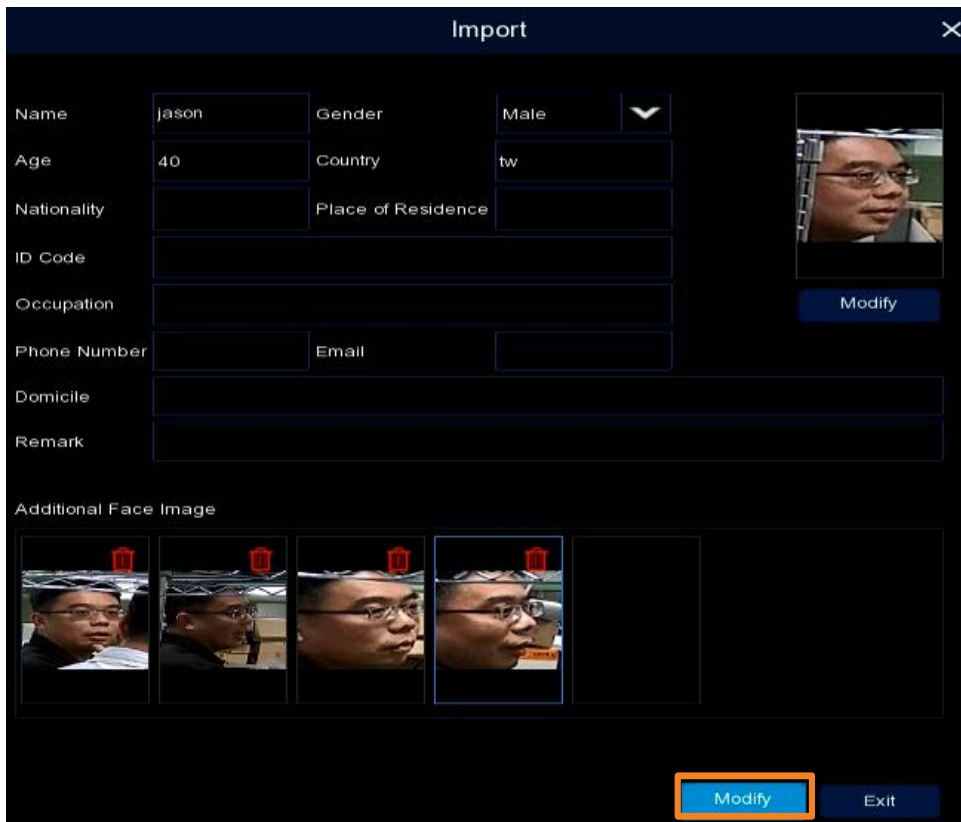 Import
Name jason Gender Male
Age 40 Country tw
Nationality Place of Residence
ID Code
Occupation
Modify
Phone Number Email
Domicile
Remark
Additional Face Image
Modify Exit